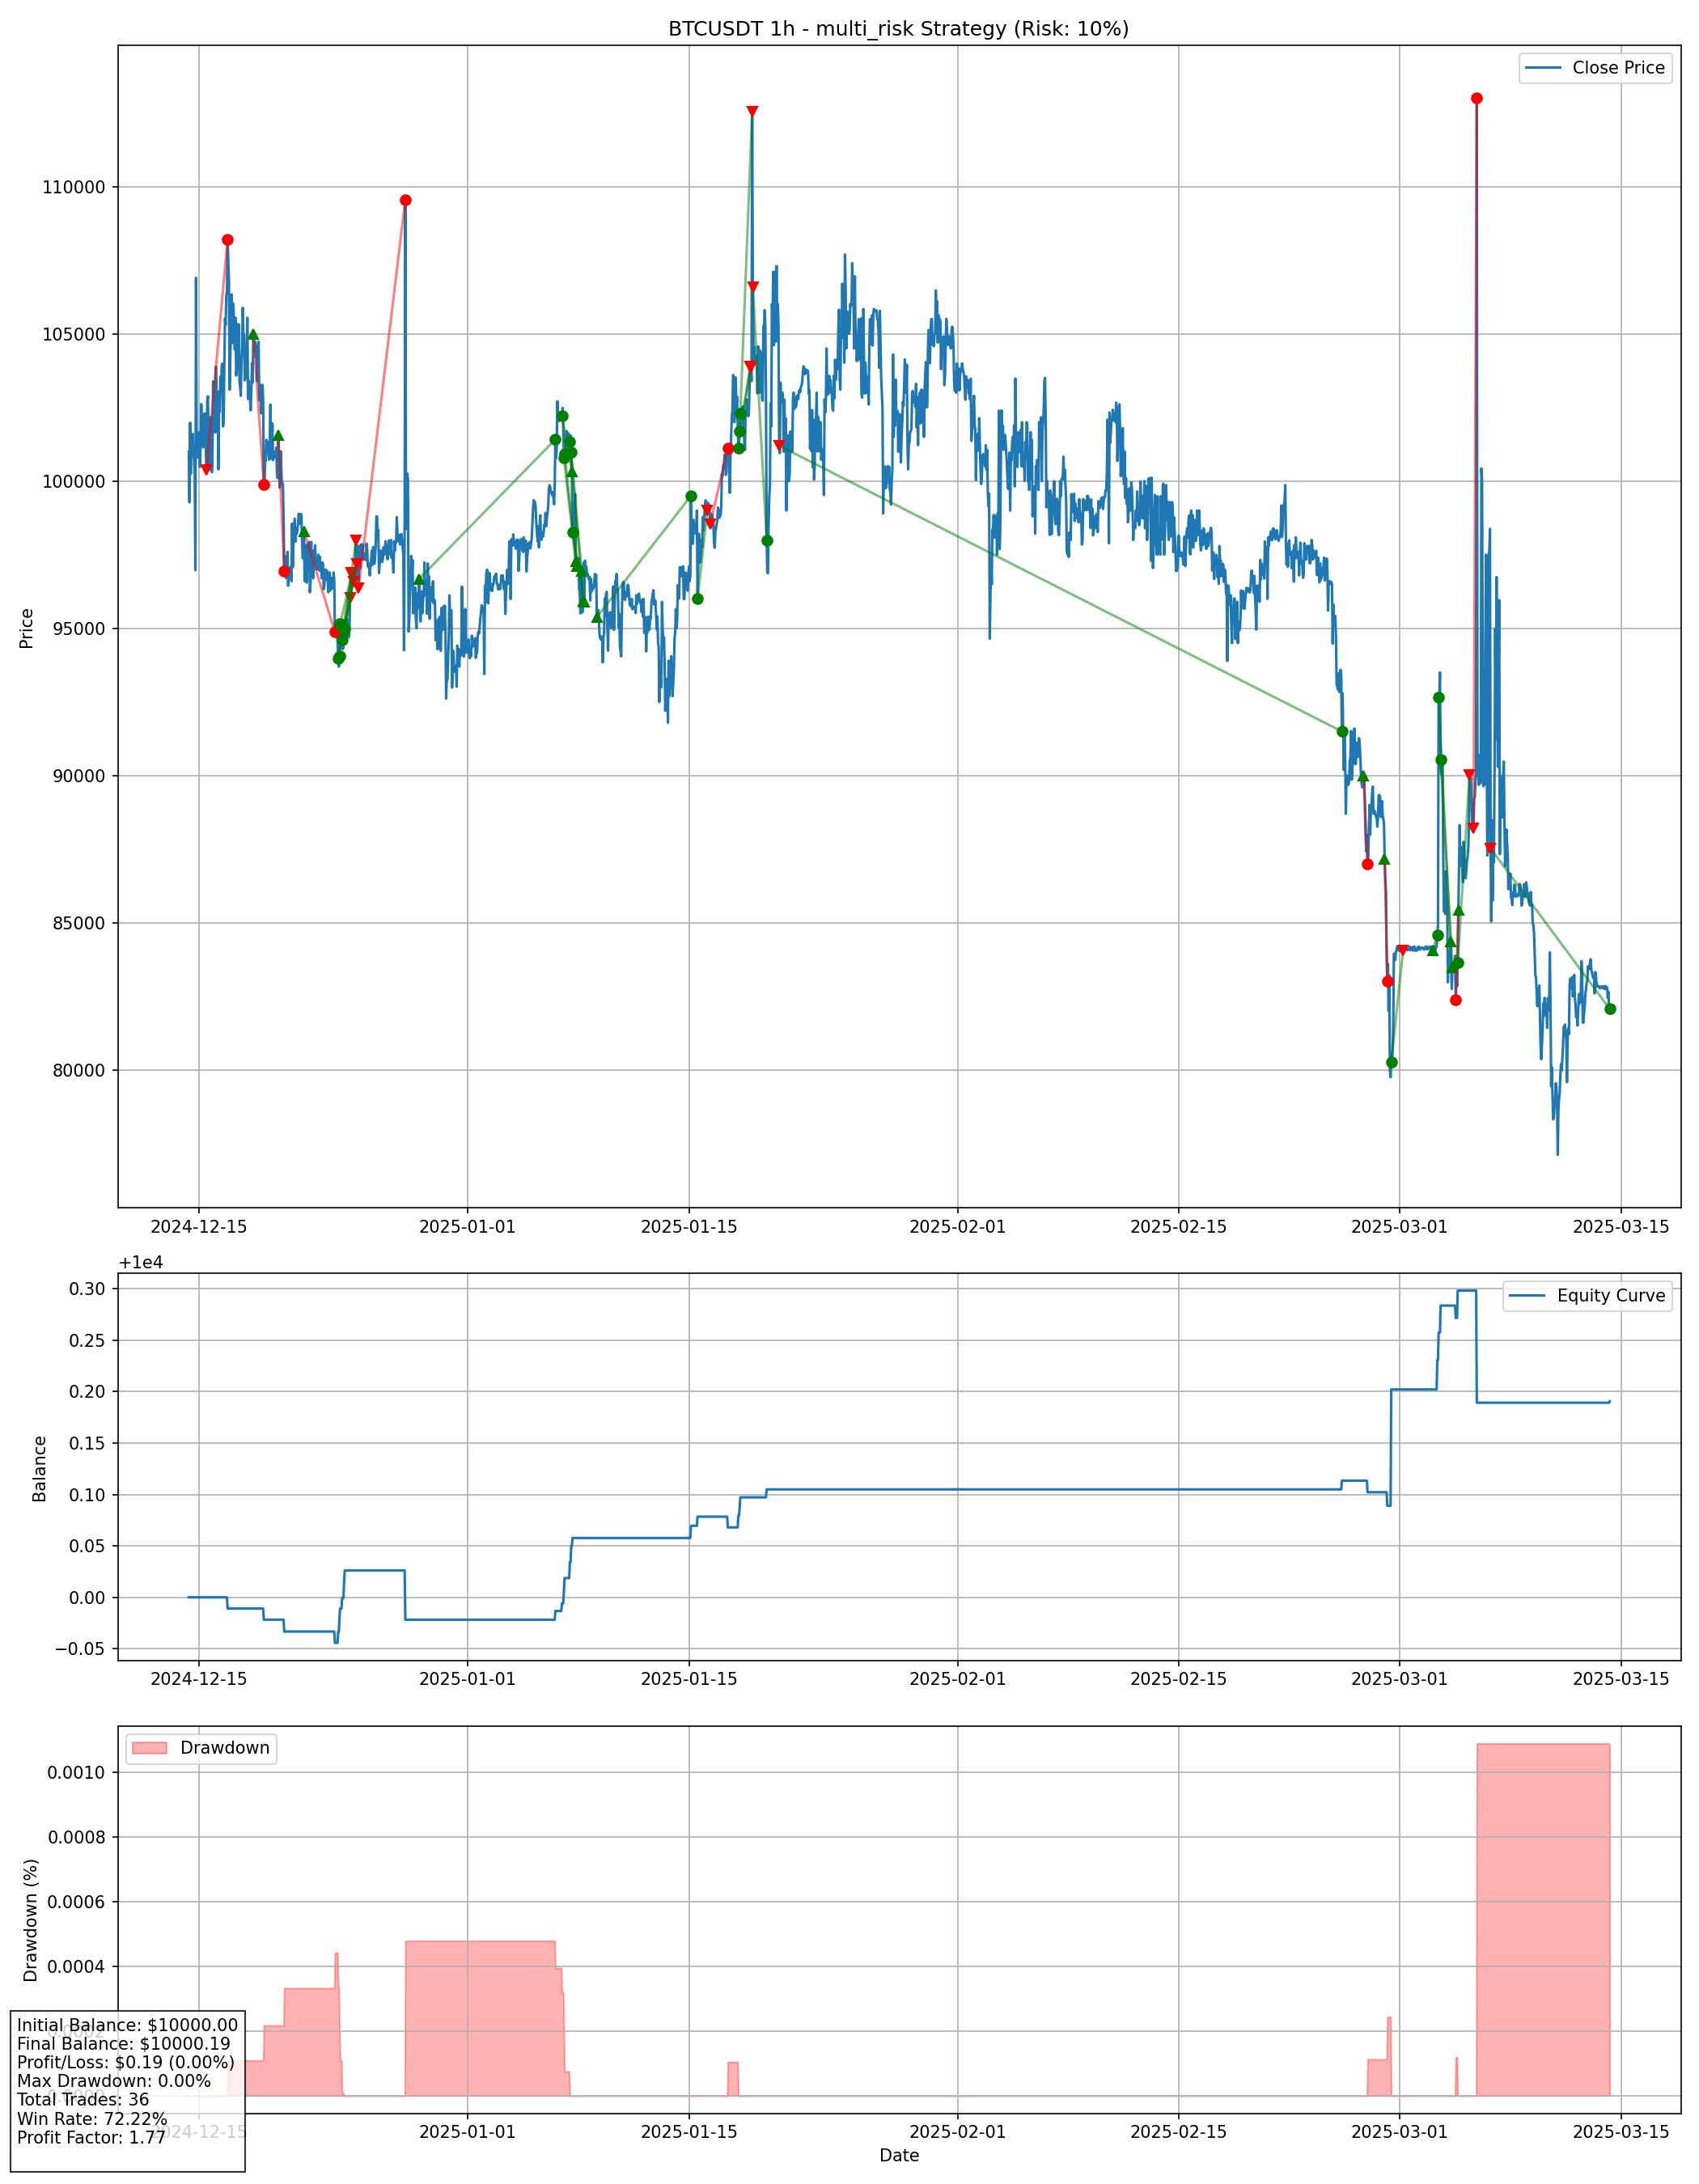 BTCUSDT 1h - multi_risk Strategy (Risk: 10%)
Close Price
Price
110000
105000
100000
95000
90000
85000
80000
2024-12-15
2025-01-01
2025-01-15
2025-02-01
2025-02-15
2025-03-01
2025-03-15
+1e4
Equity Curve
Balance
0.30
0.25
0.20
0.15
0.10
0.05
0.00
−0.05
2024-12-15
2025-01-01
2025-01-15
2025-02-01
2025-02-15
2025-03-01
2025-03-15
Drawdown
Drawdown (%)
0.0010
0.0008
0.0006
0.0004
0.0002
0.0000
Initial Balance: $10000.00
Final Balance: $10000.19
Profit/Loss: $0.19 (0.00%)
Max Drawdown: 0.00%
Total Trades: 36
Win Rate: 72.22%
Profit Factor: 1.77
2024-12-15
2025-01-01
2025-01-15
2025-02-01
2025-02-15
2025-03-01
2025-03-15
Date